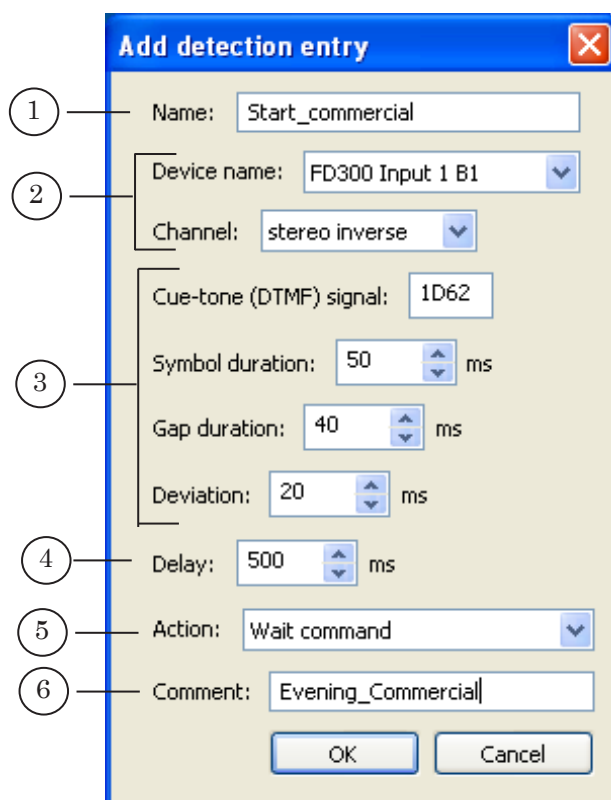 Add detection entry
1 Name: Start_commercial
2 Device name: FD300 Input 1 B1
Channel: stereo inverse
3 Cue-tone (DTMF) signal: 1D62
Symbol duration: 50 ms
Gap duration: 40 ms
Deviation: 20 ms
4 Delay: 500 ms
5 Action: Wait command
6 Comment: Evening_Commercial
OK Cancel